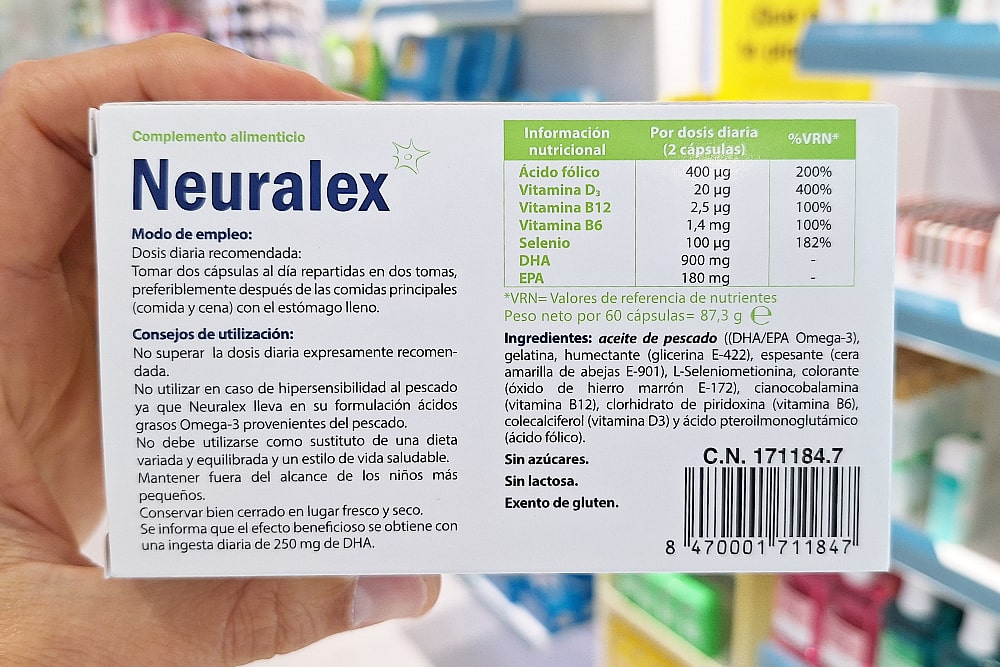 Complemento alimenticio
Neuralex
Modo de empleo:
Dosis diaria recomendada:
Tomar dos cápsulas al día repartidas en dos tomas,
preferiblemente después de las comidas principales
(comida y cena) con el estómago lleno.
Consejos de utilización:
No superar la dosis diaria expresamente recomen-
dada.
No utilizar en caso de hipersensibilidad al pescado
ya que Neuralex lleva en su formulación ácidos
grasos Omega-3 provenientes del pescado.
No debe utilizarse como sustituto de una dieta
variada y equilibrada y un estilo de vida saludable.
Mantener fuera del alcance de los niños más
pequeños.
Conservar bien cerrado en lugar fresco y seco.
Se informa que el efecto beneficioso se obtiene con
una ingesta diaria de 250 mg de DHA.
Información nutricional Por dosis diaria (2 cápsulas) %VRN*
Ácido fólico 400 µg 200%
Vitamina D₃ 20 µg 400%
Vitamina B12 2,5 µg 100%
Vitamina B6 1,4 mg 100%
Selenio 100 µg 182%
DHA 900 mg -
EPA 180 mg -
*VRN= Valores de referencia de nutrientes
Peso neto por 60 cápsulas= 87,3 g ℮
Ingredientes: aceite de pescado ((DHA/EPA Omega-3),
gelatina, humectante (glicerina E-422), espesante (cera
amarilla de abejas E-901), L-Seleniometionina, colorante
(óxido de hierro marrón E-172), cianocobalamina
(vitamina B12), clorhidrato de piridoxina (vitamina B6),
colecalciferol (vitamina D3) y ácido pteroilmonoglutámico
(ácido fólico).
Sin azúcares.
Sin lactosa.
Exento de gluten.
C.N. 171184.7
8 470001 711847